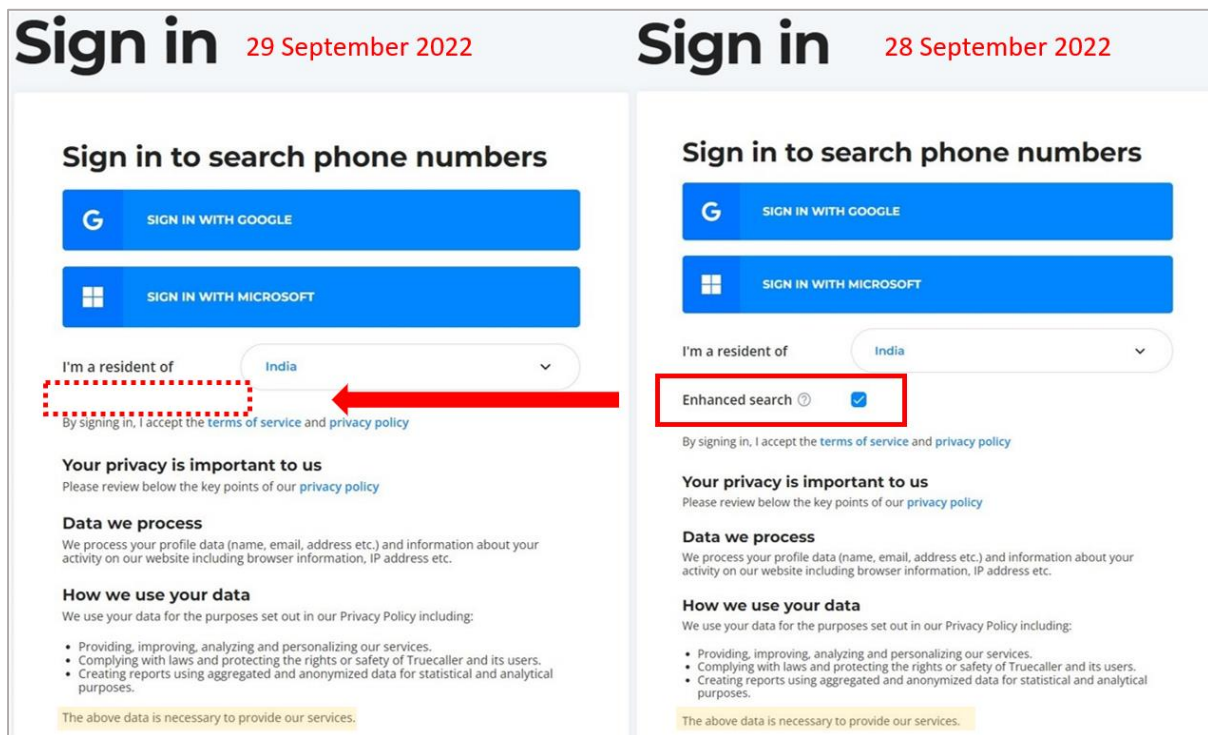 Sign in
29 September 2022
Sign in to search phone numbers
G
SIGN IN WITH GOOGLE
SIGN IN WITH MICROSOFT
I'm a resident of
India
By signing in, I accept the terms of service and privacy policy
Your privacy is important to us
Please review below the key points of our privacy policy
Data we process
We process your profile data (name, email, address etc.) and information about your
activity on our website including browser information, IP address etc.
How we use your data
We use your data for the purposes set out in our Privacy Policy including:
• Providing, improving, analyzing and personalizing our services.
• Complying with laws and protecting the rights or safety of Truecaller and its users.
• Creating reports using aggregated and anonymized data for statistical and analytical
purposes.
The above data is necessary to provide our services.
Sign in
28 September 2022
Sign in to search phone numbers
G
SIGN IN WITH GOOGLE
SIGN IN WITH MICROSOFT
I'm a resident of
India
Enhanced search ?
By signing in, I accept the terms of service and privacy policy
Your privacy is important to us
Please review below the key points of our privacy policy
Data we process
We process your profile data (name, email, address etc.) and information about your
activity on our website including browser information, IP address etc.
How we use your data
We use your data for the purposes set out in our Privacy Policy including:
• Providing, improving, analyzing and personalizing our services.
• Complying with laws and protecting the rights or safety of Truecaller and its users.
• Creating reports using aggregated and anonymized data for statistical and analytical
purposes.
The above data is necessary to provide our services.